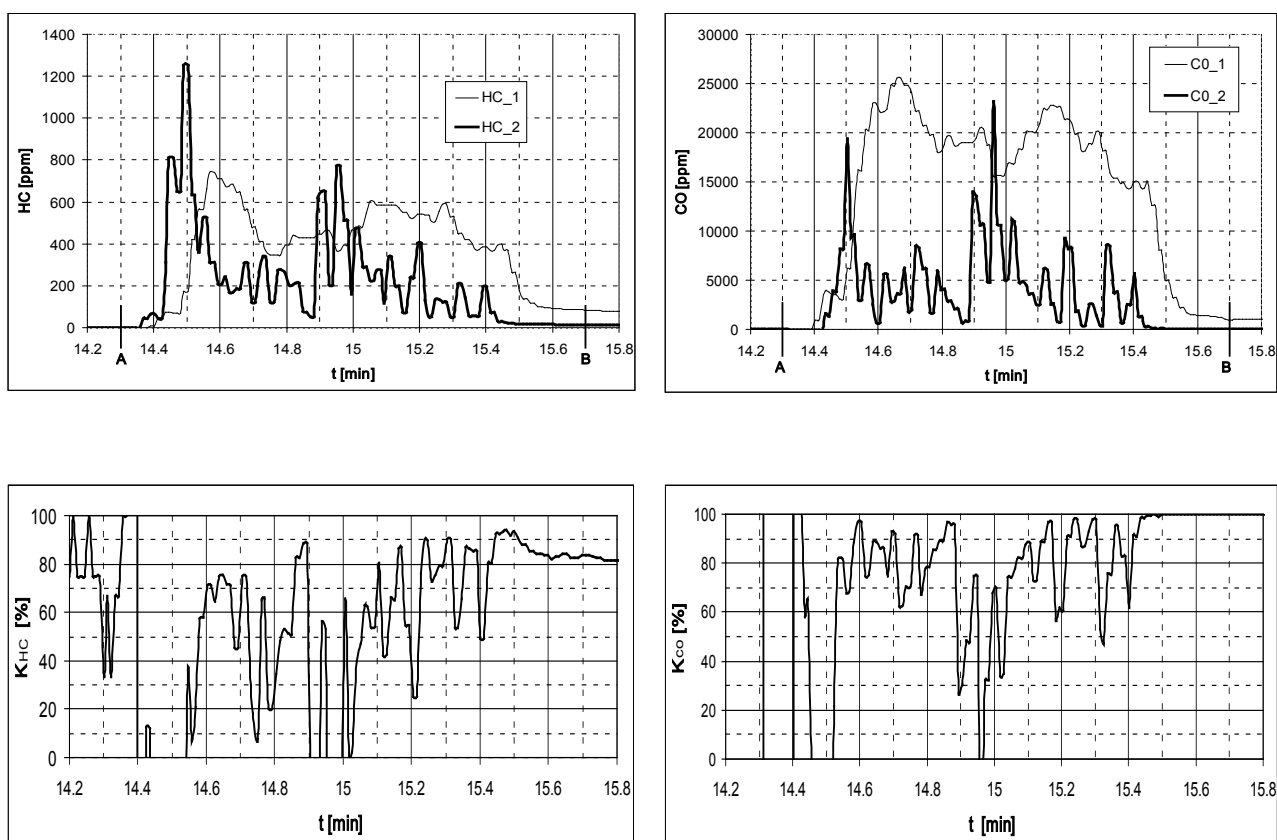 1400
1200
1000
800
600
400
200
0
HC [ppm]
HC_1
HC_2
14.2 14.4 14.6 14.8 15 15.2 15.4 15.6 15.8
A B
t [min]
30000
25000
20000
15000
10000
5000
0
CO [ppm]
C0_1
C0_2
14.2 14.4 14.6 14.8 15 15.2 15.4 15.6 15.8
A B
t [min]
100
80
60
40
20
0
KHC [%]
14.2 14.4 14.6 14.8 15 15.2 15.4 15.6 15.8
t [min]
100
80
60
40
20
0
KCO [%]
14.2 14.4 14.6 14.8 15 15.2 15.4 15.6 15.8
t [min]